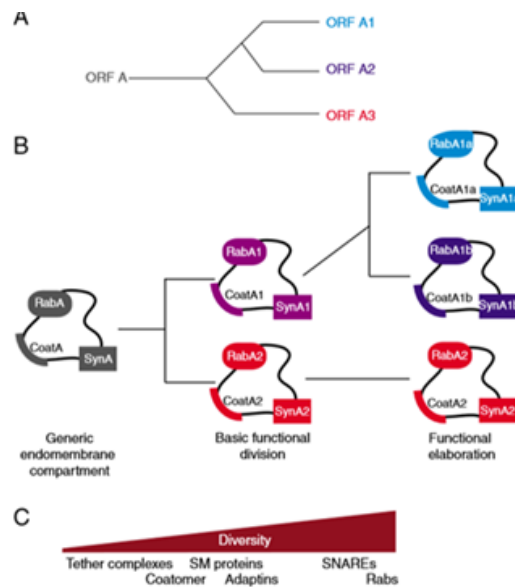 A
ORF A1
ORF A
ORF A2
ORF A3
B
RabA1a
CoatA1a
SynA1a
RabA1
RabA1b
RabA
CoatA1
SynA1
CoatA1b
SynA1b
CoatA
SynA
RabA2
RabA2
CoatA2
SynA2
CoatA2
SynA2
Generic
endomembrane
compartment
Basic functional
division
Functional
elaboration
C
Diversity
Tether complexes SM proteins SNAREs
Coatomer Adaptins Rabs